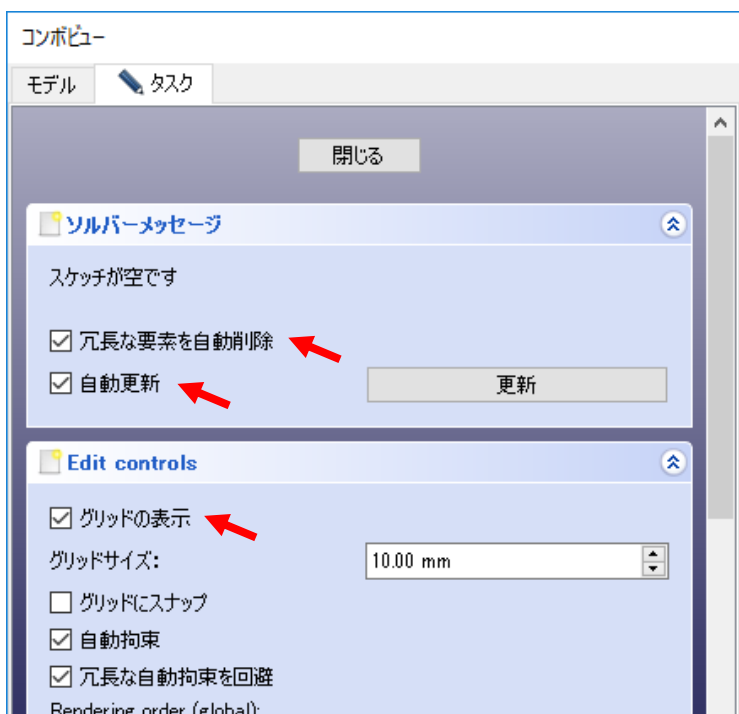 コンボビュー
モデル
タスク
閉じる
ソルバーメッセージ
スケッチが空です
冗長な要素を自動削除
自動更新 更新
Edit controls
グリッドの表示
グリッドサイズ: 10.00 mm
グリッドにスナップ
自動拘束
冗長な自動拘束を回避
Rendering order (global):